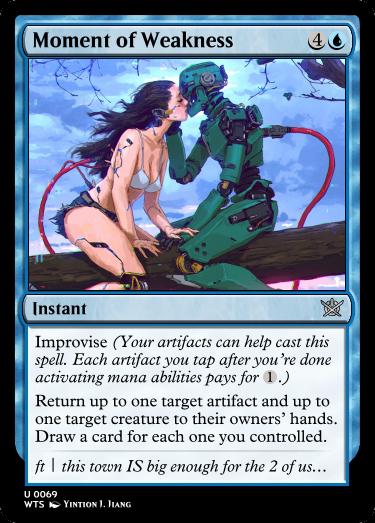 Moment of Weakness 4
Instant
Improvise (Your artifacts can help cast this
spell. Each artifact you tap after you're done
activating mana abilities pays for 1.)
Return up to one target artifact and up to
one target creature to their owners' hands.
Draw a card for each one you controlled.
ft | this town IS big enough for the 2 of us…
U 0069
WTS Yintion J. Jiang